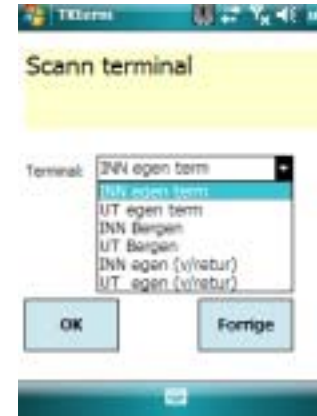 Scann terminal
Terminal:
INN egen term
INN egen term
UT egen term
INN Bergen
UT Bergen
INN egen (v/retur)
UT egen (v/retur)
OK
Forrige